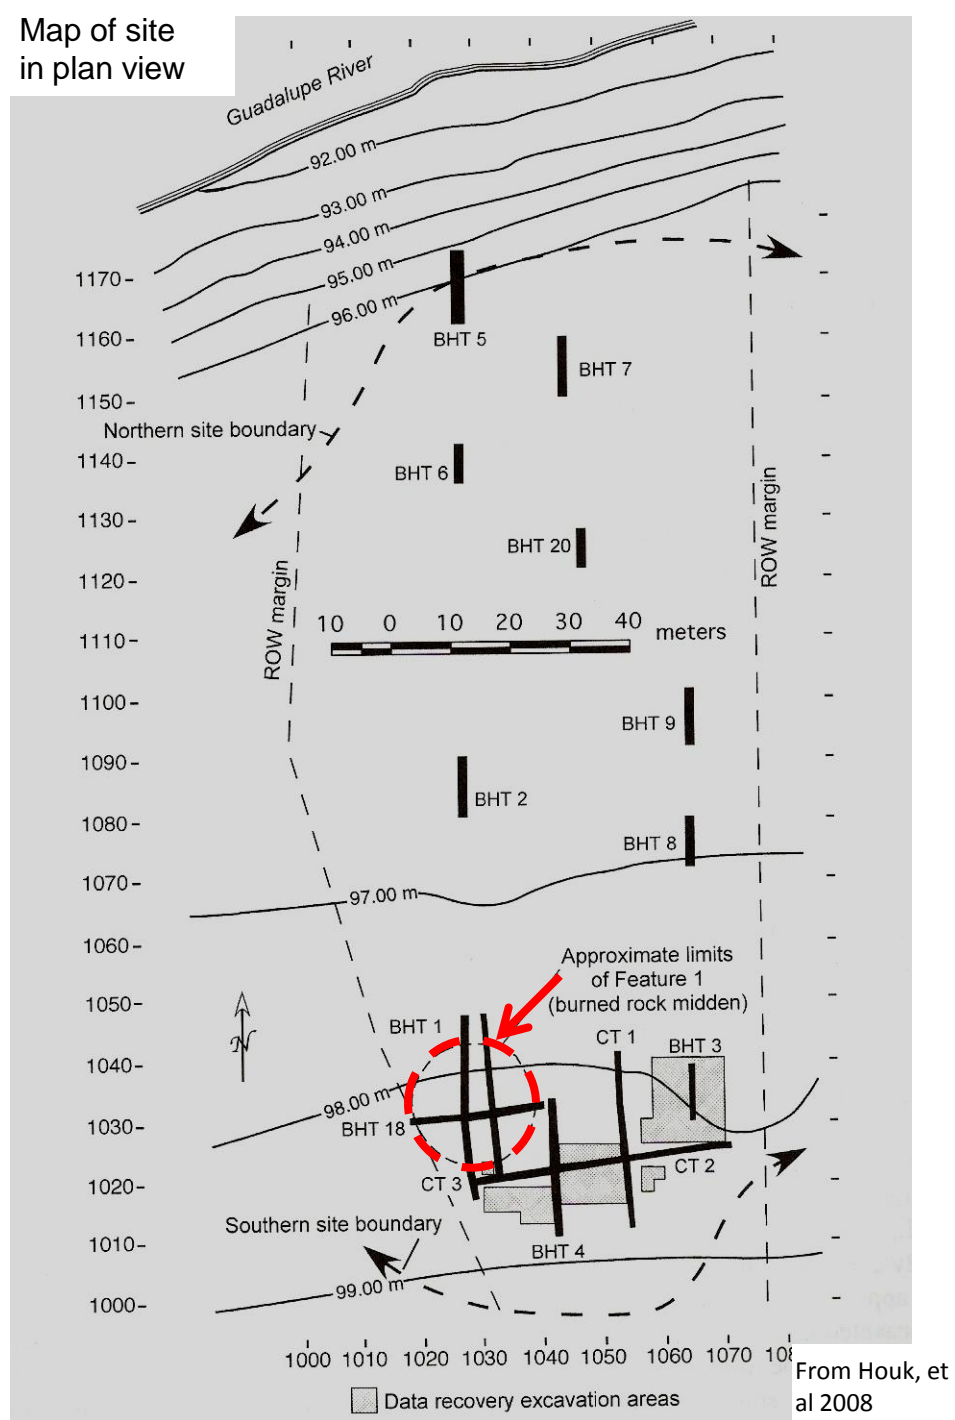 Map of site
in plan view
Guadalupe River
92.00 m
93.00 m
94.00 m
95.00 m
96.00 m
1170
1160
1150
1140
1130
1120
1110
1100
1090
1080
1070
1060
1050
1040
1030
1020
1010
1000
BHT 5
BHT 7
Northern site boundary
BHT 6
BHT 20
ROW margin
ROW margin
10 0 10 20 32 40
meters
BHT 9
BHT 2
BHT 8
97.00 m
Approximate limits
of Feature 1
(burned rock midden)
BHT 1
CT 1
BHT 3
N
98.00 m
BHT 18
CT 3
CT 2
Southern site boundary
BHT 4
99.00 m
1000 1010 1020 1030 1040 1050 1060 1070
Data recovery excavation areas
From Houk, et
al 2008